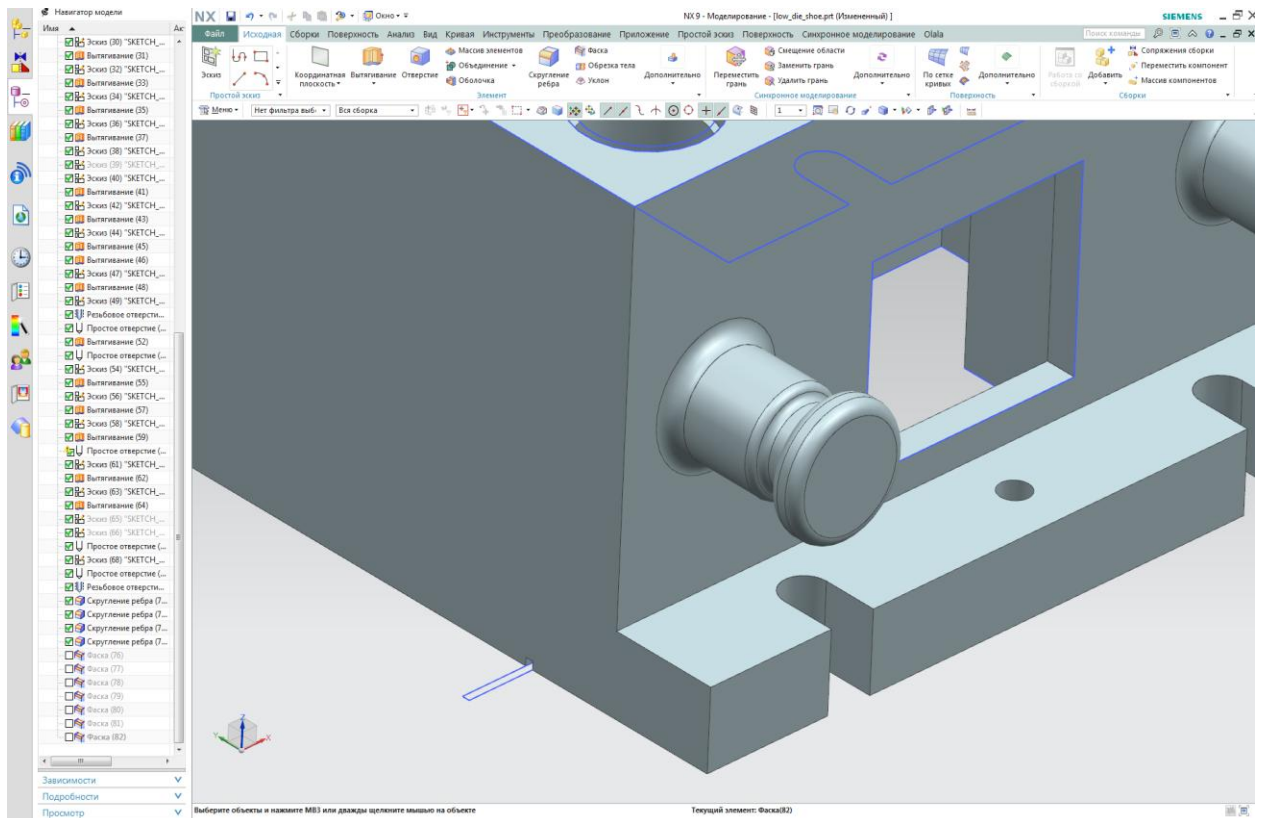 Навигатор модели
NX
Окно
NX 9 - Моделирование - [low_die_shoe.prt (Измененный) ]
SIEMENS
Файл Исходная Сборки Поверхность Анализ Вид Кривая Инструменты Преобразование Приложение Простой эскиз Поверхность Синхронное моделирование Olala
Поиск команды
Эскиз
Координатная плоскость
Вытягивание
Отверстие
Массив элементов
Объединение
Оболочка
Скругление ребра
Фаска
Обрезка тела
Уклон
Дополнительно
Переместить грань
Смещение области
Заменить грань
Удалить грань
Дополнительно
По сетке кривых
Дополнительно
Работа со сборкой
Добавить
Сопряжения сборки
Переместить компонент
Массив компонентов
Простой эскиз
Элемент
Синхронное моделирование
Поверхность
Сборки
Меню
Нет фильтра выб
Вся сборка
1
Имя
Ак
Эскиз (30) "SKETCH_...
Вытягивание (31)
Эскиз (32) "SKETCH_...
Вытягивание (33)
Эскиз (34) "SKETCH_...
Вытягивание (35)
Эскиз (36) "SKETCH_...
Вытягивание (37)
Эскиз (38) "SKETCH_...
Эскиз (39) "SKETCH_...
Эскиз (40) "SKETCH_...
Вытягивание (41)
Эскиз (42) "SKETCH_...
Вытягивание (43)
Эскиз (44) "SKETCH_...
Вытягивание (45)
Вытягивание (46)
Эскиз (47) "SKETCH_...
Вытягивание (48)
Эскиз (49) "SKETCH_...
Резьбовое отверсти...
Простое отверстие (...
Вытягивание (52)
Простое отверстие (...
Эскиз (54) "SKETCH_...
Вытягивание (55)
Эскиз (56) "SKETCH_...
Вытягивание (57)
Эскиз (58) "SKETCH_...
Вытягивание (59)
Простое отверстие (...
Эскиз (61) "SKETCH_...
Вытягивание (62)
Эскиз (63) "SKETCH_...
Вытягивание (64)
Эскиз (65) "SKETCH_...
Эскиз (66) "SKETCH_...
Простое отверстие (...
Эскиз (68) "SKETCH_...
Простое отверстие (...
Резьбовое отверсти...
Скругление ребра (7...
Скругление ребра (7...
Скругление ребра (7...
Скругление ребра (7...
Фаска (76)
Фаска (77)
Фаска (78)
Фаска (79)
Фаска (80)
Фаска (81)
Фаска (82)
Зависимости
Подробности
Просмотр
Z
Y
X
Выберите объекты и нажмите МВ3 или дважды щелкните мышью на объекте
Текущий элемент: Фаска(82)